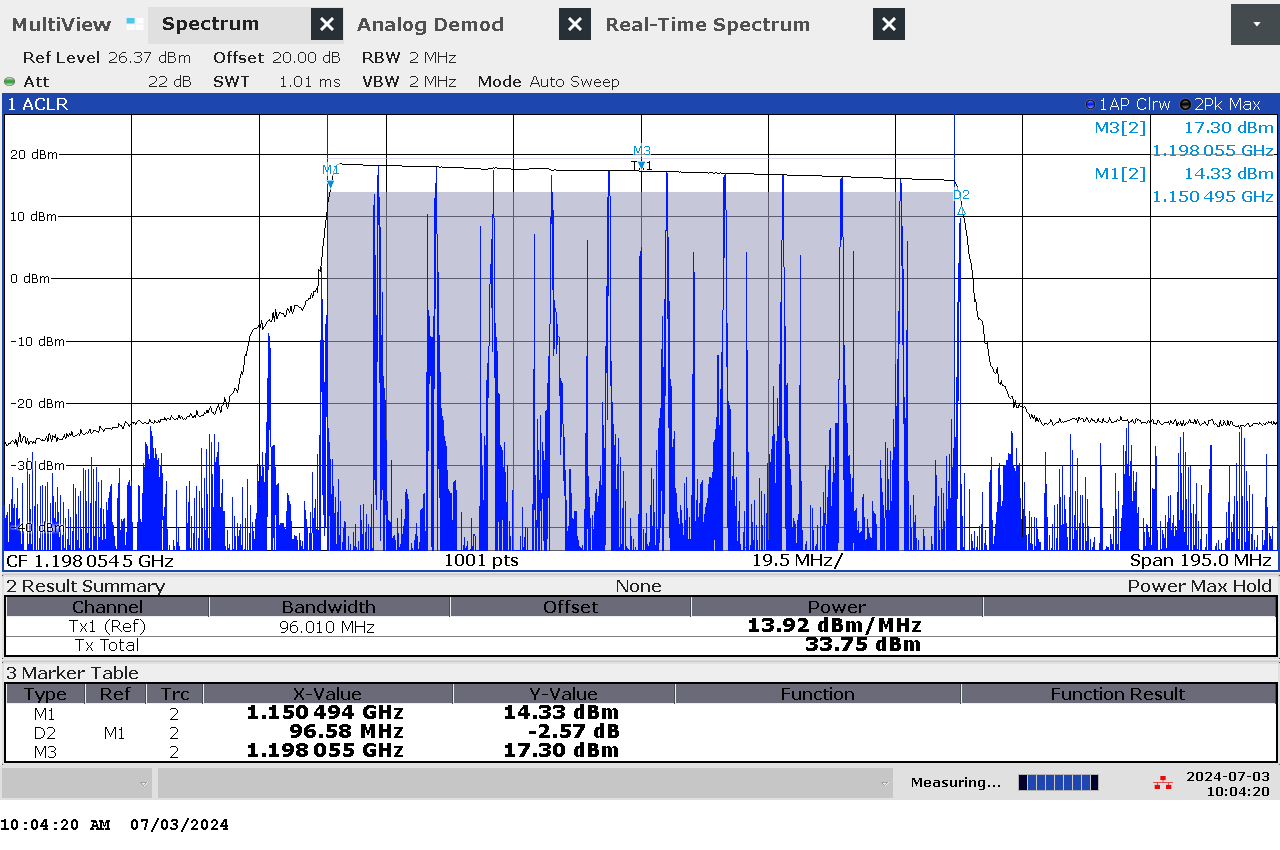 MultiView Spectrum Analog Demod Real-Time Spectrum
Ref Level 26.37 dBm Offset 20.00 dB RBW 2 MHz
Att 22 dB SWT 1.01 ms VBW 2 MHz Mode Auto Sweep
1 ACLR 1AP Clrw 2Pk Max
M3[2] 17.30 dBm
1.198 055 GHz
M1[2] 14.33 dBm
1.150 495 GHz
M3
Tx1
M1
D2
20 dBm
10 dBm
0 dBm
-10 dBm
-20 dBm
-30 dBm
-40 dBm
CF 1.1980545 GHz 1001 pts 19.5 MHz/ Span 195.0 MHz
2 Result Summary None Power Max Hold
Channel Bandwidth Offset Power
Tx1 (Ref) 96.010 MHz 13.92 dBm/MHz
Tx Total 33.75 dBm
3 Marker Table
Type Ref Trc X-Value Y-Value Function Function Result
M1 2 1.150 494 GHz 14.33 dBm
D2 M1 2 96.58 MHz -2.57 dB
M3 2 1.198 055 GHz 17.30 dBm
Measuring... 2024-07-03
10:04:20
10:04:20 AM 07/03/2024